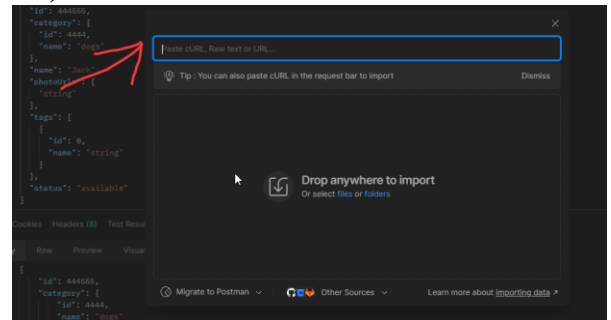 "id": 444666,
"category": {
"id": 4444,
"name": "dogs"
},
"name": "Jack"
"photoUrls": [
"string"
],
"tags": [
{
"id": 0,
"name": "string"
}
],
"status": "available"
}
Paste cURL, Raw text or URL...
Tip : You can also paste cURL in the request bar to import
Dismiss
Drop anywhere to import
Or select files or folders
Cookies Headers (8) Test Resul
Raw Preview Visual
{
"id": 444666,
"category": {
"id": 4444,
"name": "dogs"
Migrate to Postman
Other Sources
Learn more about importing data